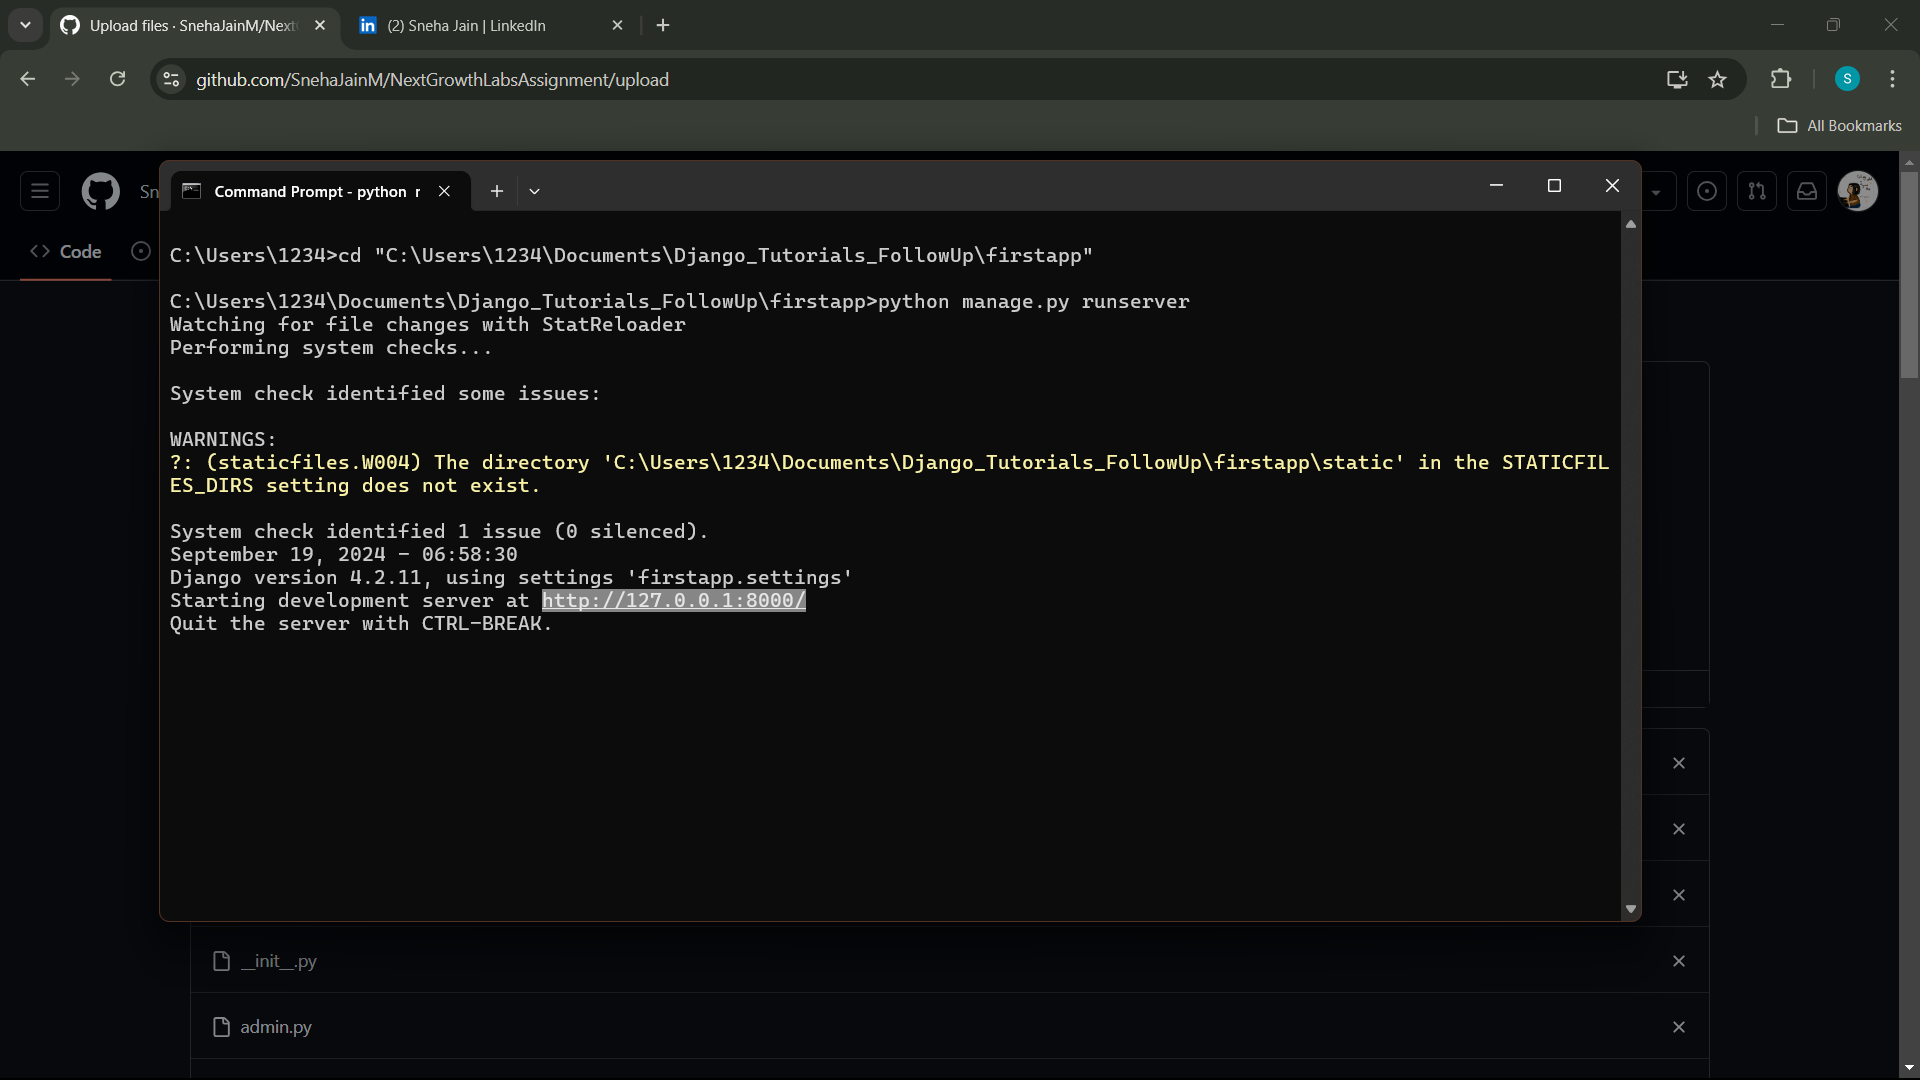 Upload files · SnehaJainM/Next
(2) Sneha Jain | LinkedIn
github.com/SnehaJainM/NextGrowthLabsAssignment/upload
S
All Bookmarks
Sn
Code
Command Prompt - python r
C:\Users\1234>cd "C:\Users\1234\Documents\Django_Tutorials_FollowUp\firstapp"
C:\Users\1234\Documents\Django_Tutorials_FollowUp\firstapp>python manage.py runserver
Watching for file changes with StatReloader
Performing system checks...
System check identified some issues:
WARNINGS:
?: (staticfiles.W004) The directory 'C:\Users\1234\Documents\Django_Tutorials_FollowUp\firstapp\static' in the STATICFIL
ES_DIRS setting does not exist.
System check identified 1 issue (0 silenced).
September 19, 2024 - 06:58:30
Django version 4.2.11, using settings 'firstapp.settings'
Starting development server at http://127.0.0.1:8000/
Quit the server with CTRL-BREAK.
__init__.py
admin.py